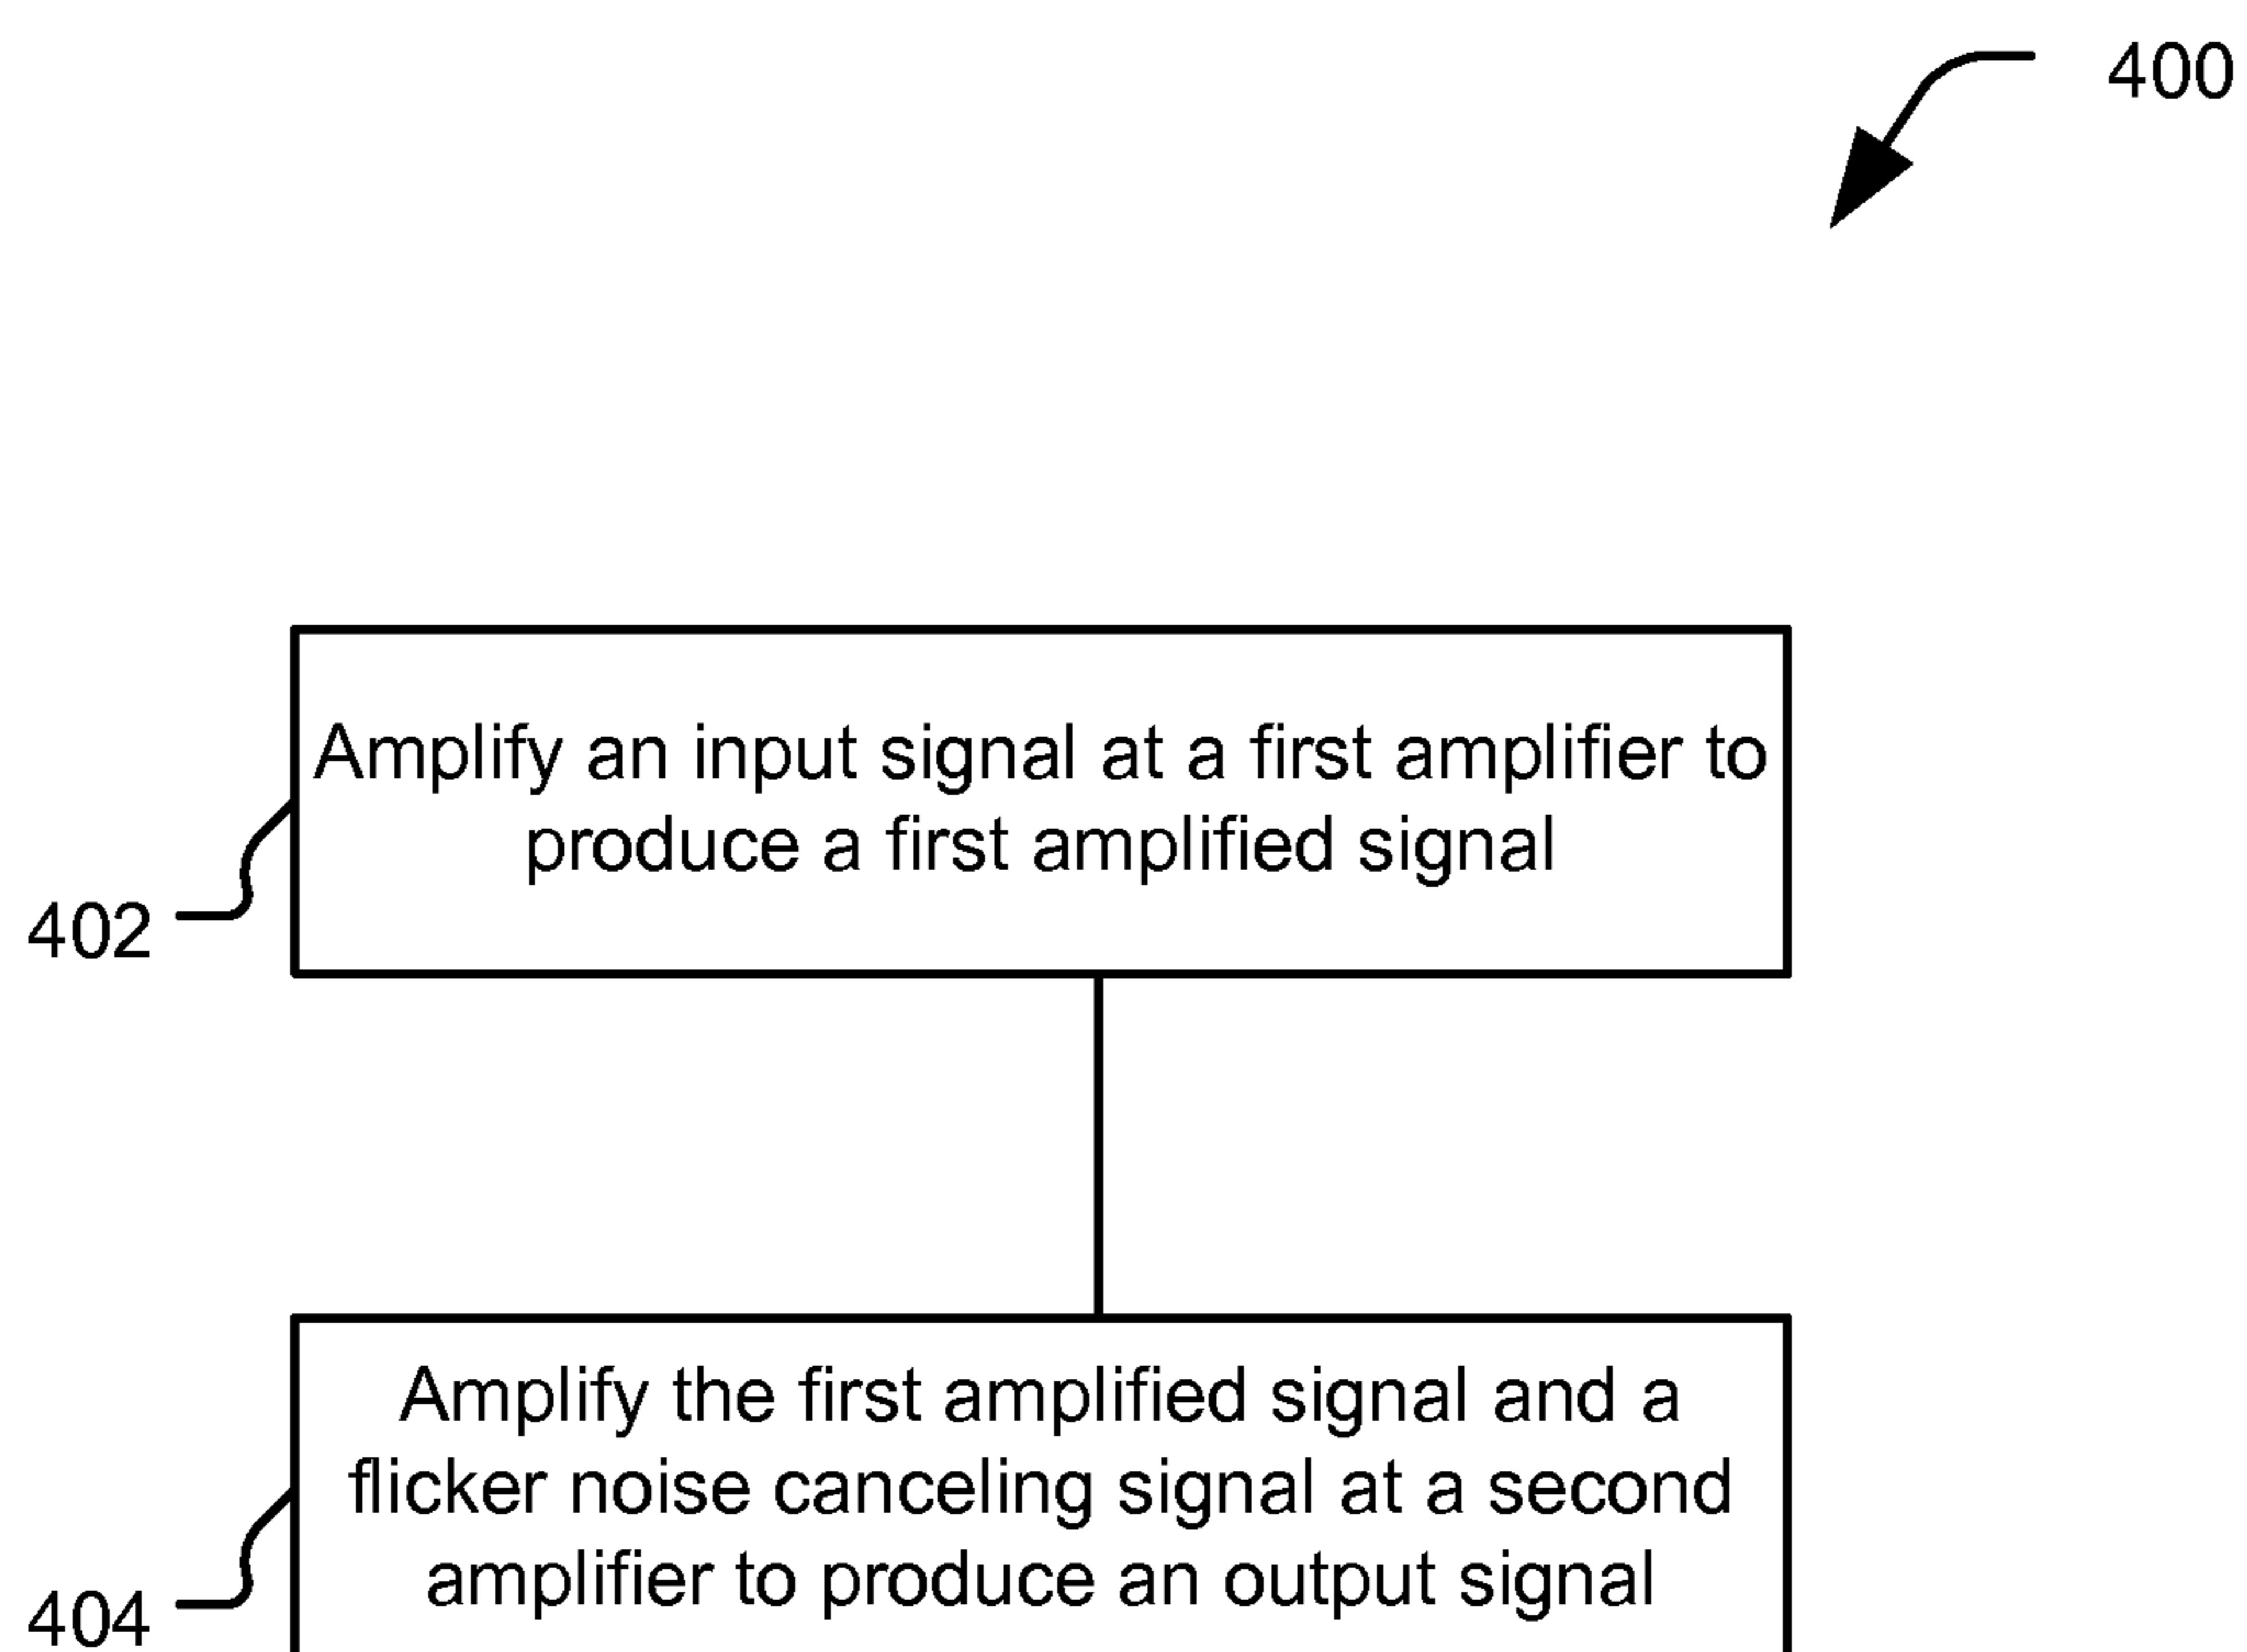 400
Amplify an input signal at a first amplifier to
produce a first amplified signal
402
Amplify the first amplified signal and a
flicker noise canceling signal at a second
amplifier to produce an output signal
404